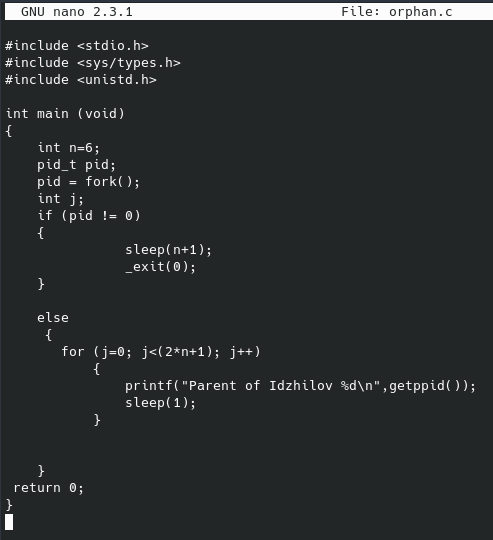 GNU nano 2.3.1 File: orphan.c
#include <stdio.h>
#include <sys/types.h>
#include <unistd.h>
int main (void)
{
int n=6;
pid_t pid;
pid = fork();
int j;
if (pid != 0)
{
sleep(n+1);
_exit(0);
}
else
{
for (j=0; j<(2*n+1); j++)
{
printf("Parent of Idzhilov %d\n",getppid());
sleep(1);
}
}
return 0;
}